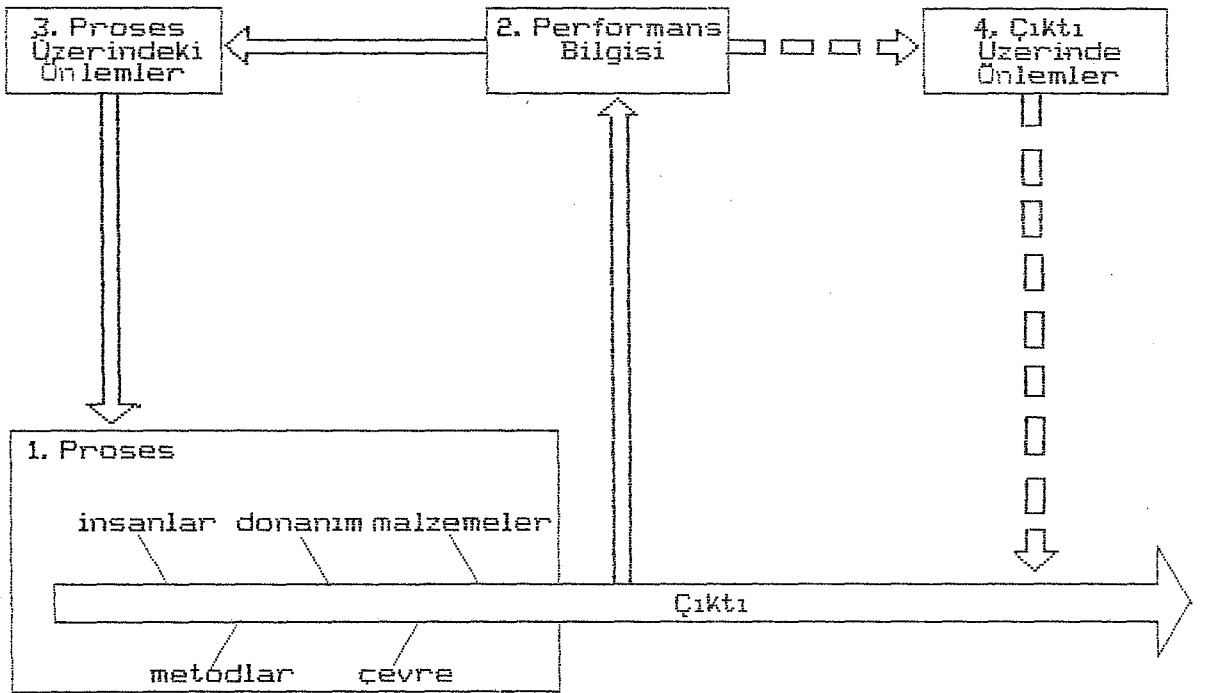 3. Proses
Üzerindeki
Önlemler
2. Performans
Bilgisi
4. Çıktı
Üzerinde
Önlemler
1. Proses
insanlar donanım malzemeler
Çıktı
metodlar çevre